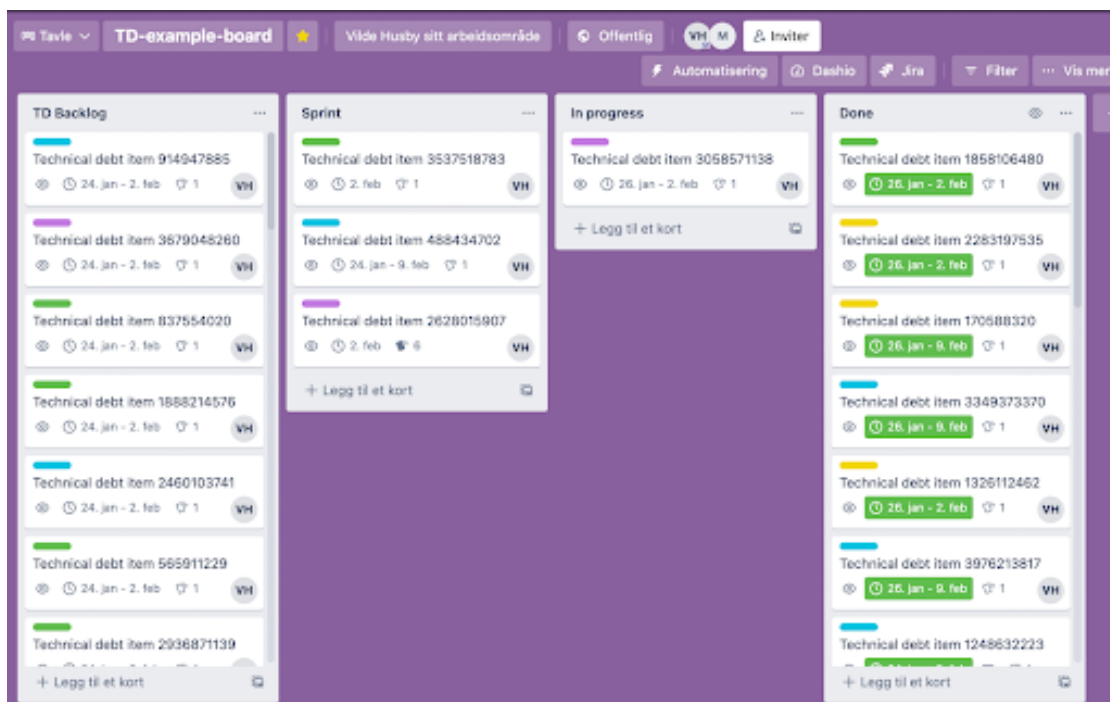 Tavle TD-example-board Vilde Husby sitt arbeidsområde Offentlig VH M Inviter
Automatisering Dashio Jira Filter ... Vis mer
TD Backlog ...
Technical debt item 914947885
24. jan - 2. feb 1 VH
Technical debt item 3679048260
24. jan - 2. feb 1 VH
Technical debt item 837554020
24. jan - 2. feb 1 VH
Technical debt item 1888214576
24. jan - 2. feb 1 VH
Technical debt item 2460103741
24. jan - 2. feb 1 VH
Technical debt item 565911229
24. jan - 2. feb 1 VH
Technical debt item 2936871139
+ Legg til et kort
Sprint ...
Technical debt item 3537518783
2. feb 1 VH
Technical debt item 488434702
24. jan - 9. feb 1 VH
Technical debt item 2628015907
2. feb 6 VH
+ Legg til et kort
In progress ...
Technical debt item 3058571138
26. jan - 2. feb 1 VH
+ Legg til et kort
Done ...
Technical debt item 1858106480
26. jan - 2. feb 1 VH
Technical debt item 2283197535
26. jan - 2. feb 1 VH
Technical debt item 170588320
26. jan - 9. feb 1 VH
Technical debt item 3349373370
26. jan - 9. feb 1 VH
Technical debt item 1326112462
26. jan - 2. feb 1 VH
Technical debt item 3976213817
26. jan - 9. feb 1 VH
Technical debt item 1248632223
+ Legg til et kort